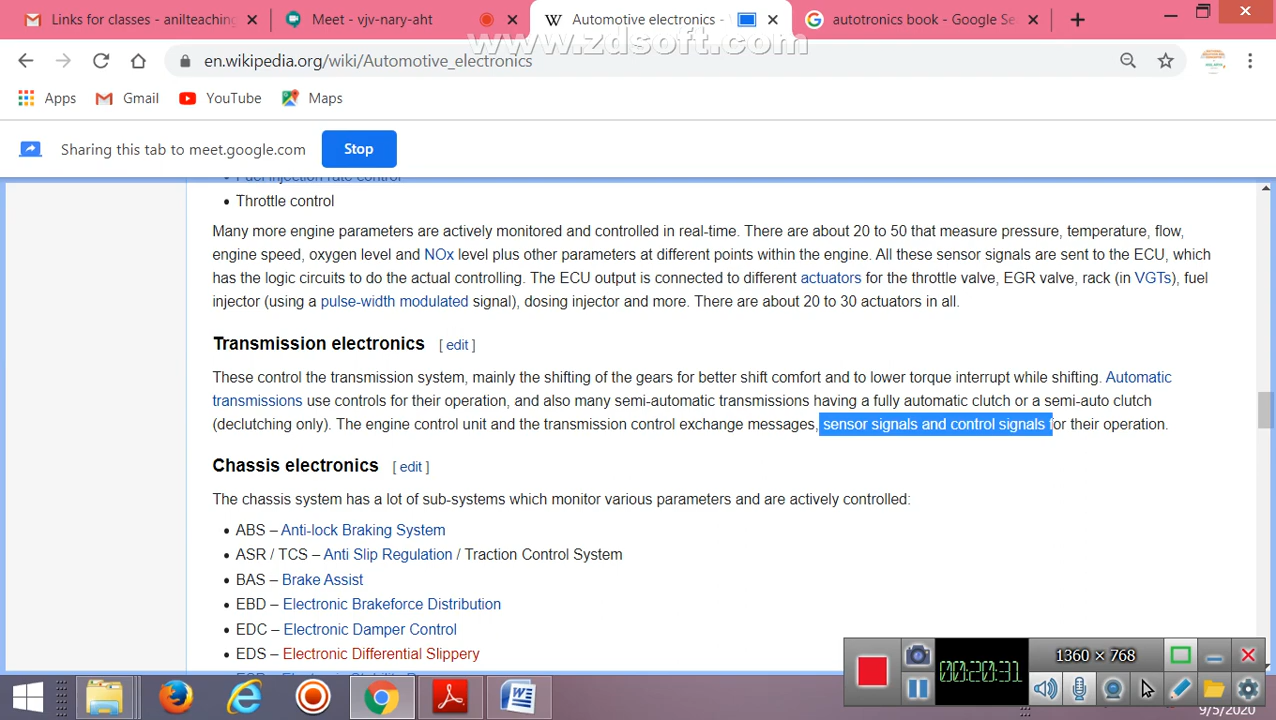 Links for classes - anilteaching
Meet - vjv-nary-aht
Automotive electronics -
autotronics book - Google Se
www.zdsoft.com
en.wikipedia.org/wiki/Automotive_electronics
Apps
Gmail
YouTube
Maps
Sharing this tab to meet.google.com
Stop
• Fuel injection rate control
• Throttle control
Many more engine parameters are actively monitored and controlled in real-time. There are about 20 to 50 that measure pressure, temperature, flow,
engine speed, oxygen level and NOx level plus other parameters at different points within the engine. All these sensor signals are sent to the ECU, which
has the logic circuits to do the actual controlling. The ECU output is connected to different actuators for the throttle valve, EGR valve, rack (in VGTs), fuel
injector (using a pulse-width modulated signal), dosing injector and more. There are about 20 to 30 actuators in all.
Transmission electronics [ edit ]
These control the transmission system, mainly the shifting of the gears for better shift comfort and to lower torque interrupt while shifting. Automatic
transmissions use controls for their operation, and also many semi-automatic transmissions having a fully automatic clutch or a semi-auto clutch
(declutching only). The engine control unit and the transmission control exchange messages, sensor signals and control signals for their operation.
Chassis electronics [ edit ]
The chassis system has a lot of sub-systems which monitor various parameters and are actively controlled:
• ABS – Anti-lock Braking System
• ASR / TCS – Anti Slip Regulation / Traction Control System
• BAS – Brake Assist
• EBD – Electronic Brakeforce Distribution
• EDC – Electronic Damper Control
• EDS – Electronic Differential Slippery
1360 × 768
00:20:31
9/5/2020